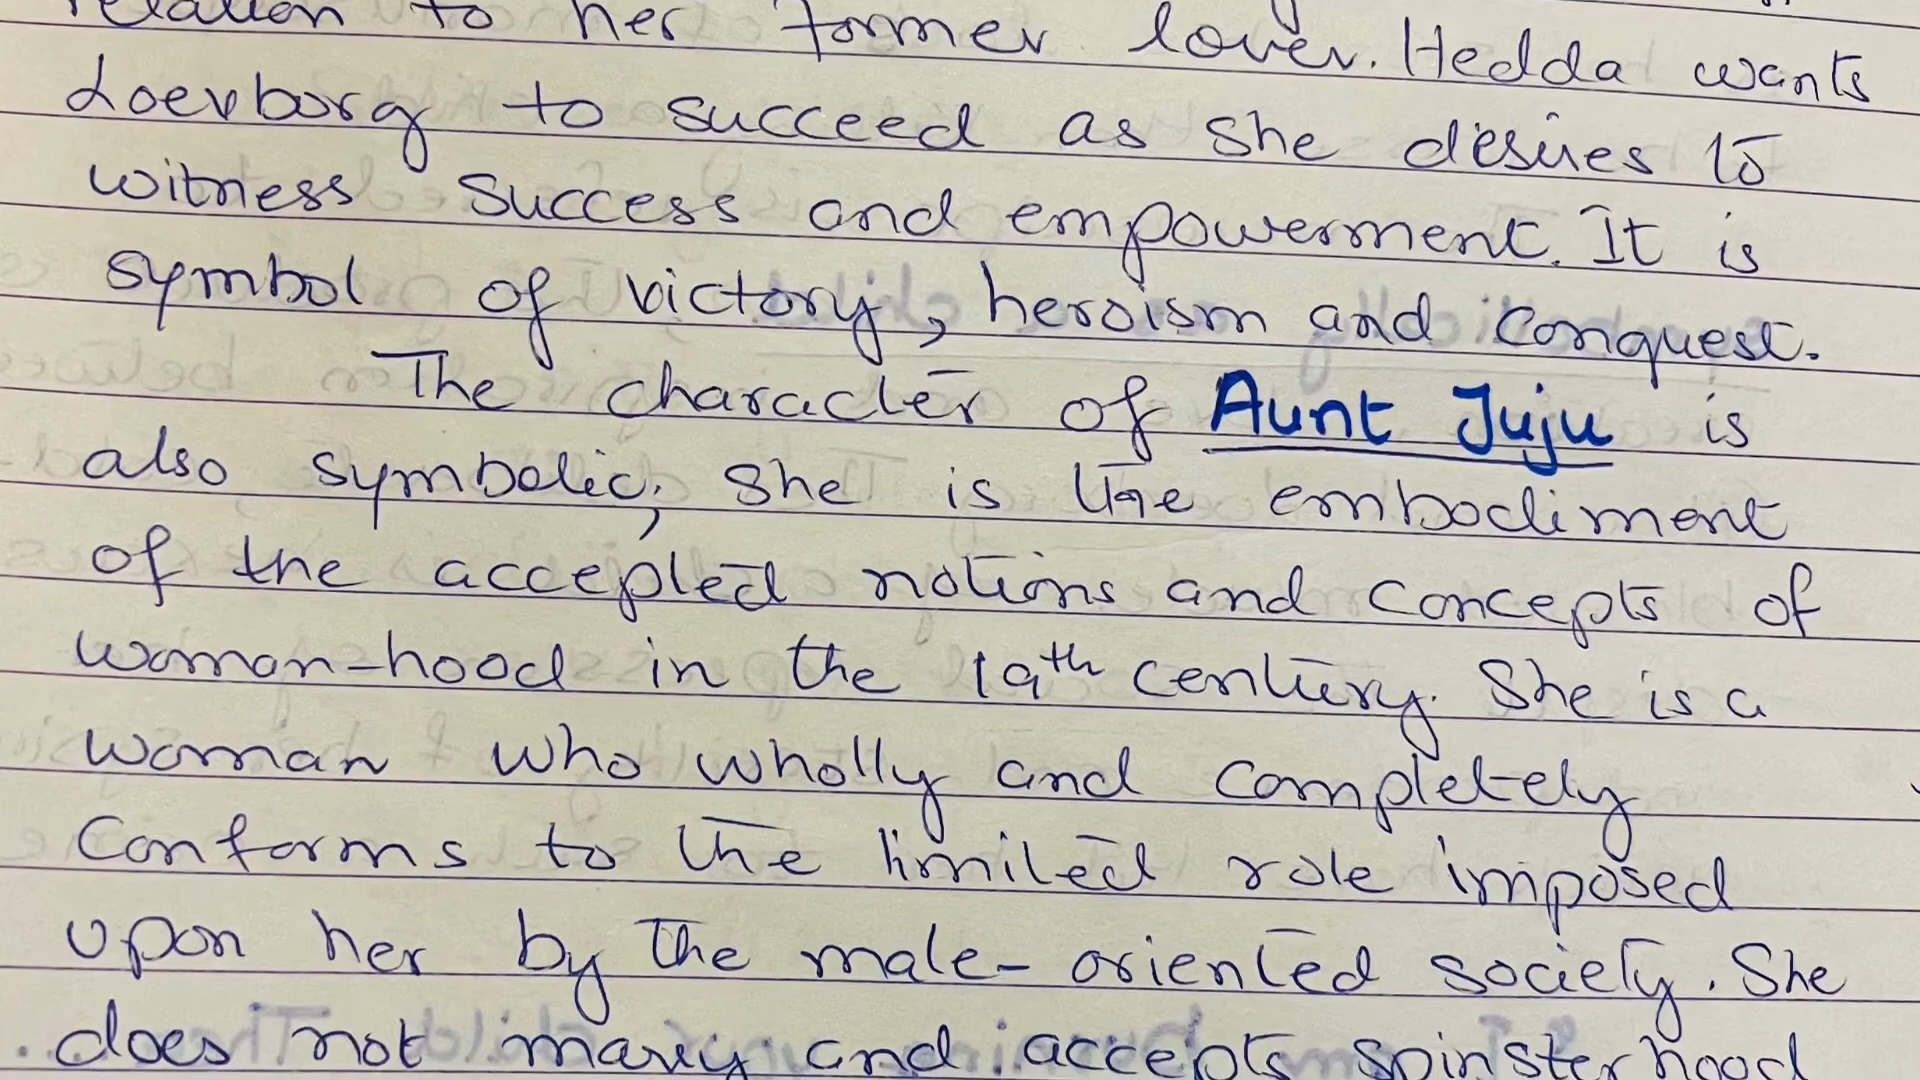 relation to her former lover. Hedda wants
Loevborg to succeed as she desires to
witness success and empowerment. It is
symbol of victory, heroism and conquest.
The character of Aunt Juju is
also symbolic; she is the embodiment
of the accepted notions and concepts of
woman-hood in the 19th century. She is a
woman who wholly and completely
conforms to the limited role imposed
upon her by the male-oriented society. She
does not marry and accepts spinsterhood